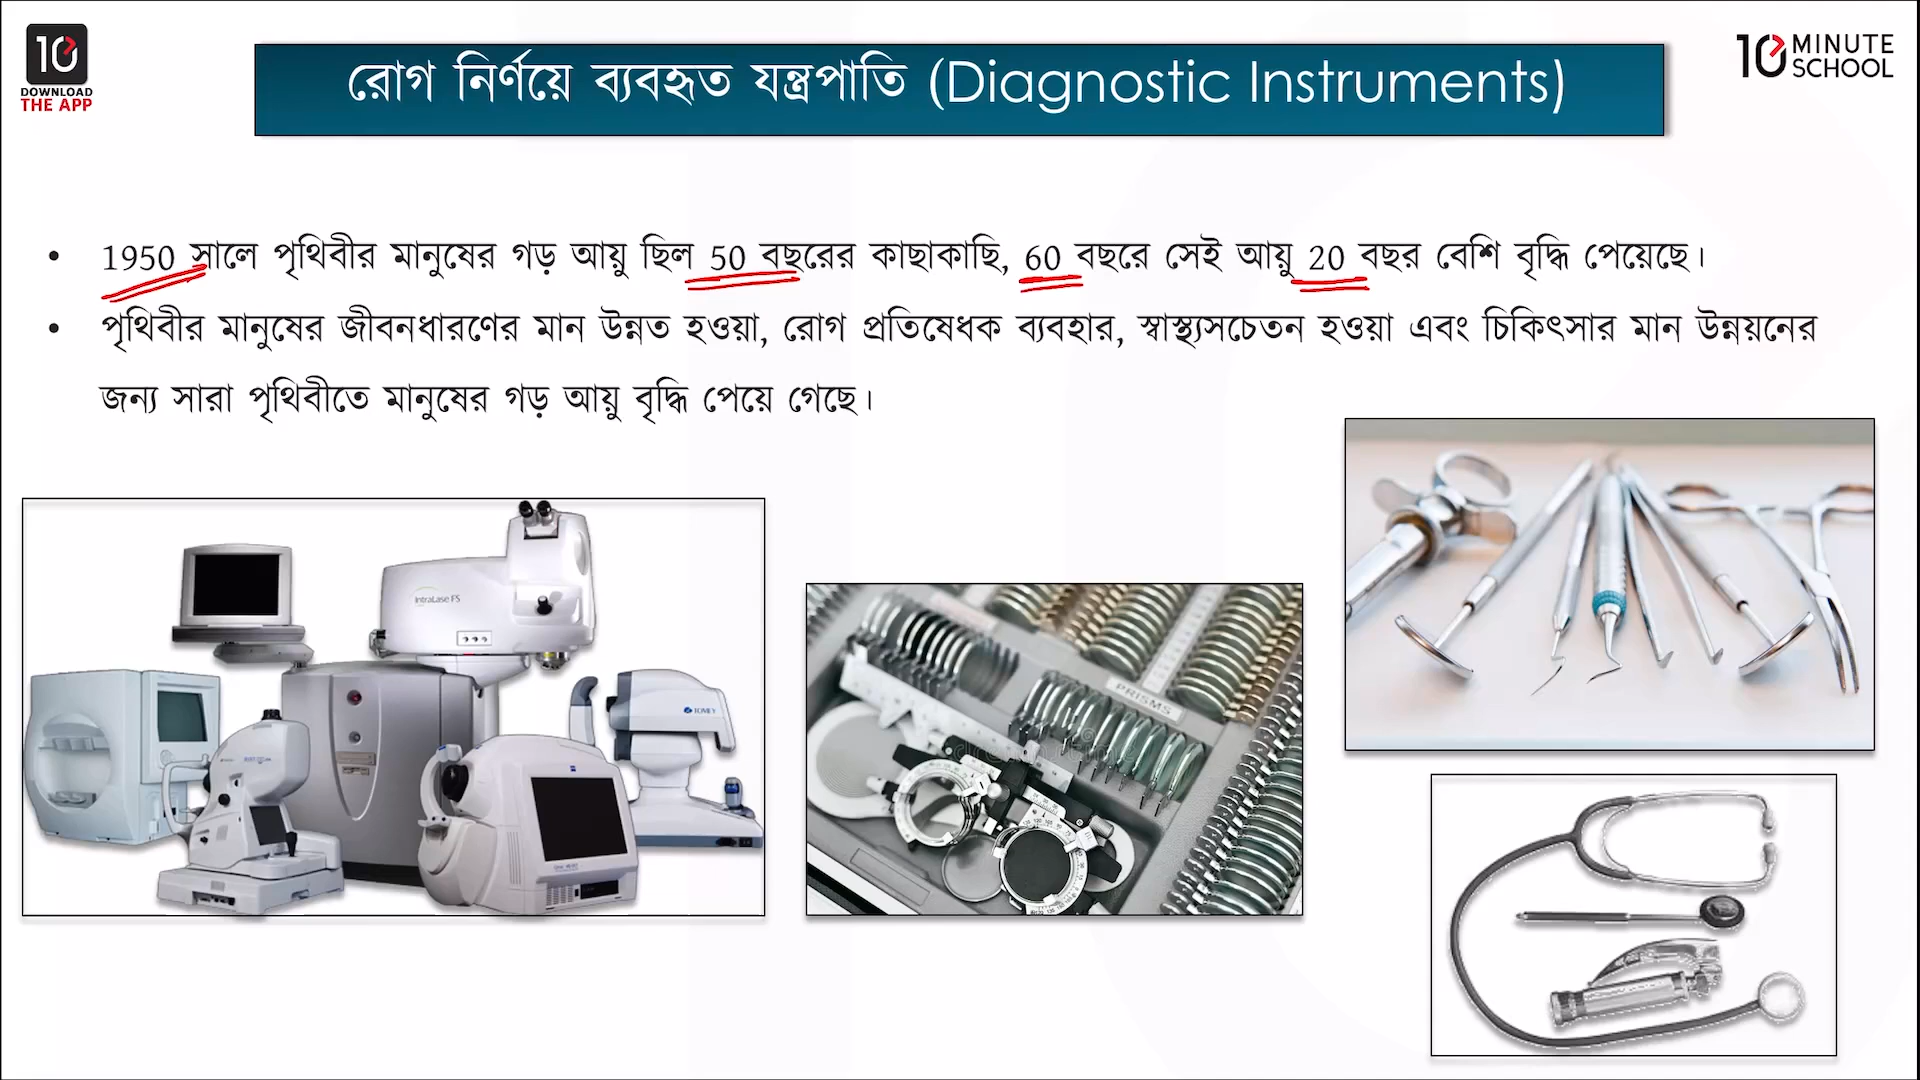 10
DOWNLOAD
THE APP
রোগ নির্ণয়ে ব্যবহৃত যন্ত্রপাতি (Diagnostic Instruments)
10 MINUTE
SCHOOL
• 1950 সালে পৃথিবীর মানুষের গড় আয়ু ছিল 50 বছরের কাছাকাছি, 60 বছরে সেই আয়ু 20 বছর বেশি বৃদ্ধি পেয়েছে।
• পৃথিবীর মানুষের জীবনধারণের মান উন্নত হওয়া, রোগ প্রতিষেধক ব্যবহার, স্বাস্থ্যসচেতন হওয়া এবং চিকিৎসার মান উন্নয়নের
জন্য সারা পৃথিবীতে মানুষের গড় আয়ু বৃদ্ধি পেয়ে গেছে।
IntraLase FS
TOMEY
PRISMS